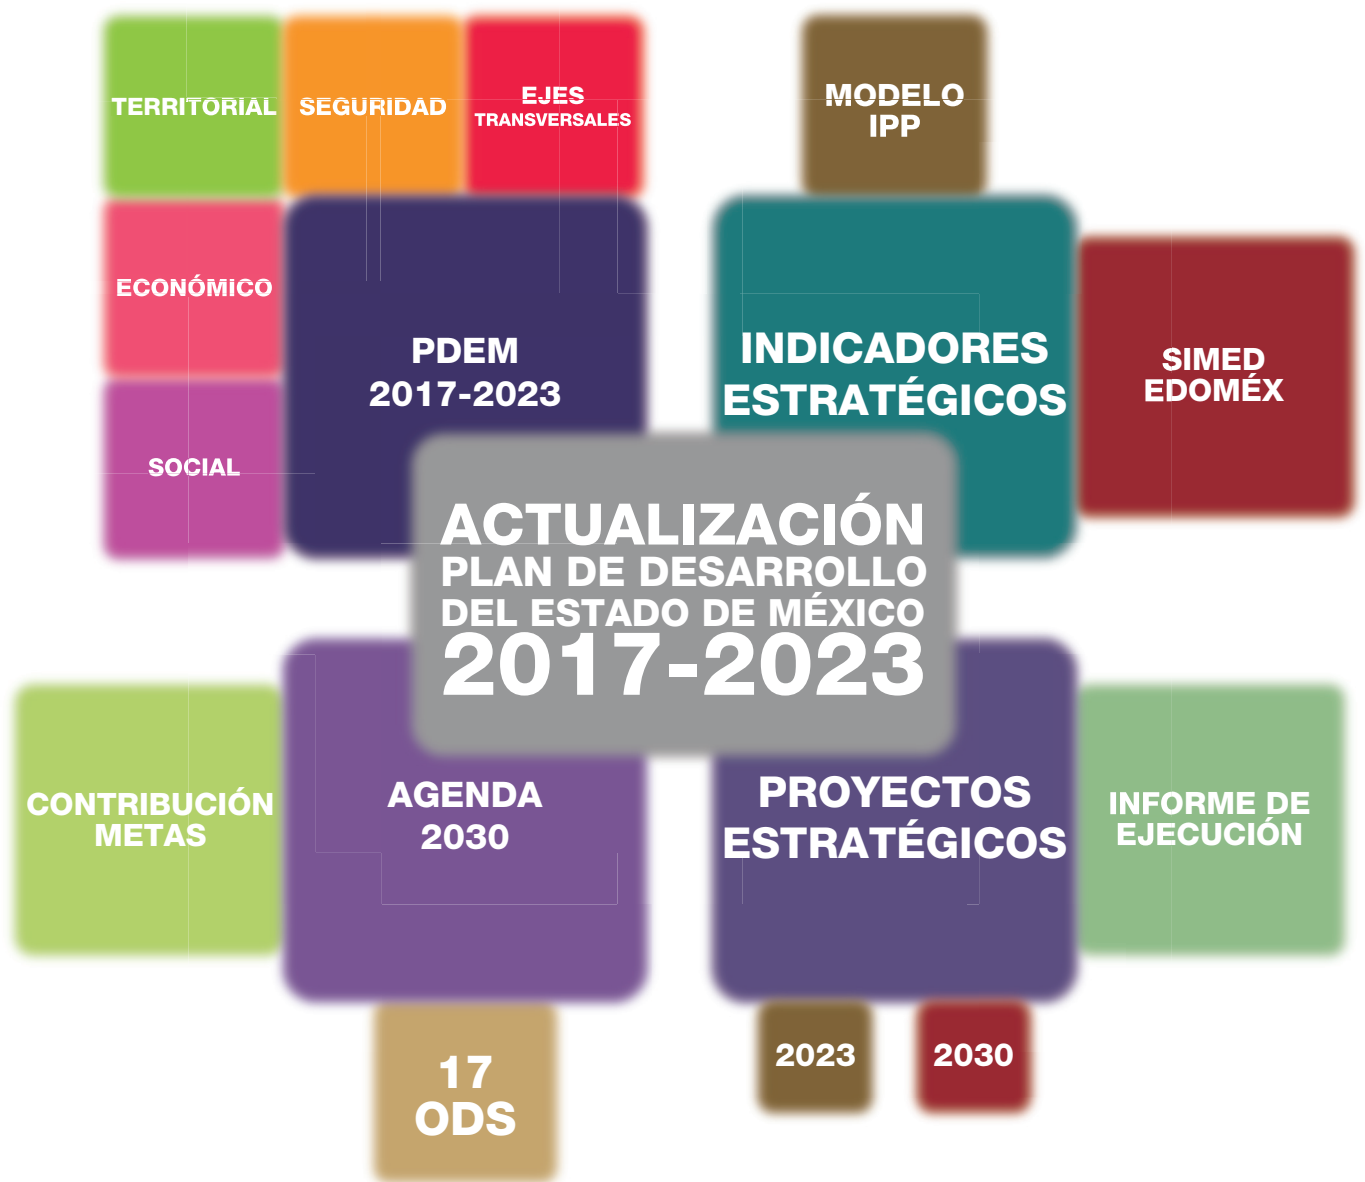 TERRITORIAL
SEGURIDAD
EJES
TRANSVERSALES
ECONÓMICO
SOCIAL
PDEM
2017-2023
MODELO
IPP
INDICADORES
ESTRATÉGICOS
SIMED
EDOMÉX
ACTUALIZACIÓN
PLAN DE DESARROLLO
DEL ESTADO DE MÉXICO
2017-2023
CONTRIBUCIÓN
METAS
AGENDA
2030
17
ODS
PROYECTOS
ESTRATÉGICOS
INFORME DE
EJECUCIÓN
2023
2030